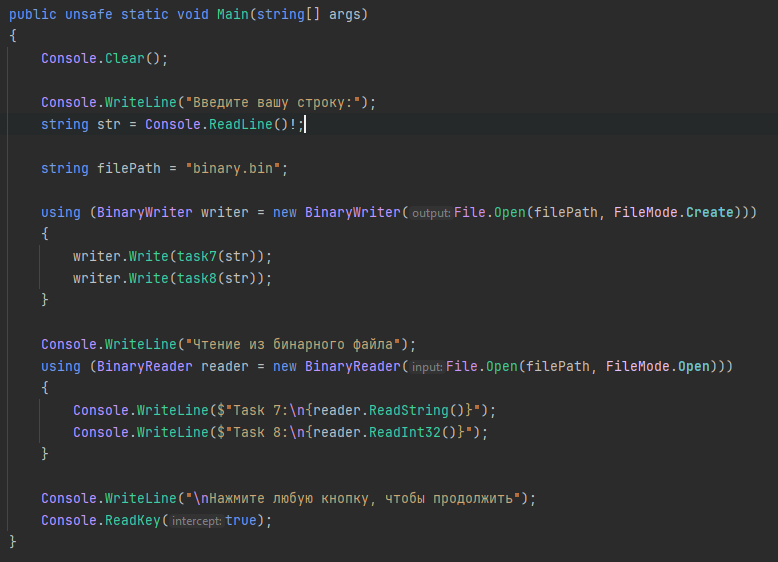 public unsafe static void Main(string[] args)
{
Console.Clear();
Console.WriteLine("Введите вашу строку:");
string str = Console.ReadLine()!;
string filePath = "binary.bin";
using (BinaryWriter writer = new BinaryWriter(output: File.Open(filePath, FileMode.Create)))
{
writer.Write(task7(str));
writer.Write(task8(str));
}
Console.WriteLine("Чтение из бинарного файла");
using (BinaryReader reader = new BinaryReader(input: File.Open(filePath, FileMode.Open)))
{
Console.WriteLine($"Task 7:\n{reader.ReadString()}");
Console.WriteLine($"Task 8:\n{reader.ReadInt32()}");
}
Console.WriteLine("\nНажмите любую кнопку, чтобы продолжить");
Console.ReadKey(intercept: true);
}